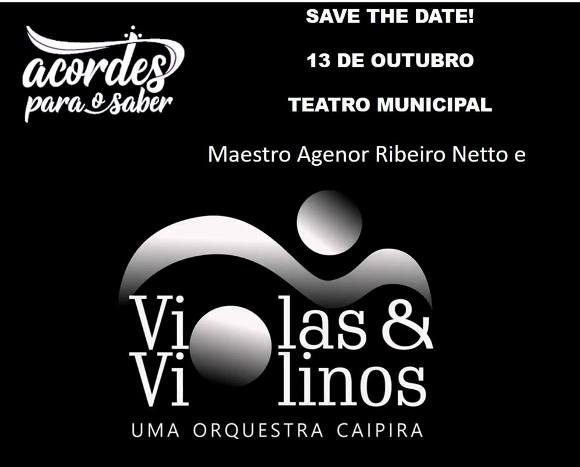 acordes
para o saber
SAVE THE DATE!
13 DE OUTUBRO
TEATRO MUNICIPAL
Maestro Agenor Ribeiro Netto e
Violas &
Violinos
UMA ORQUESTRA CAIPIRA